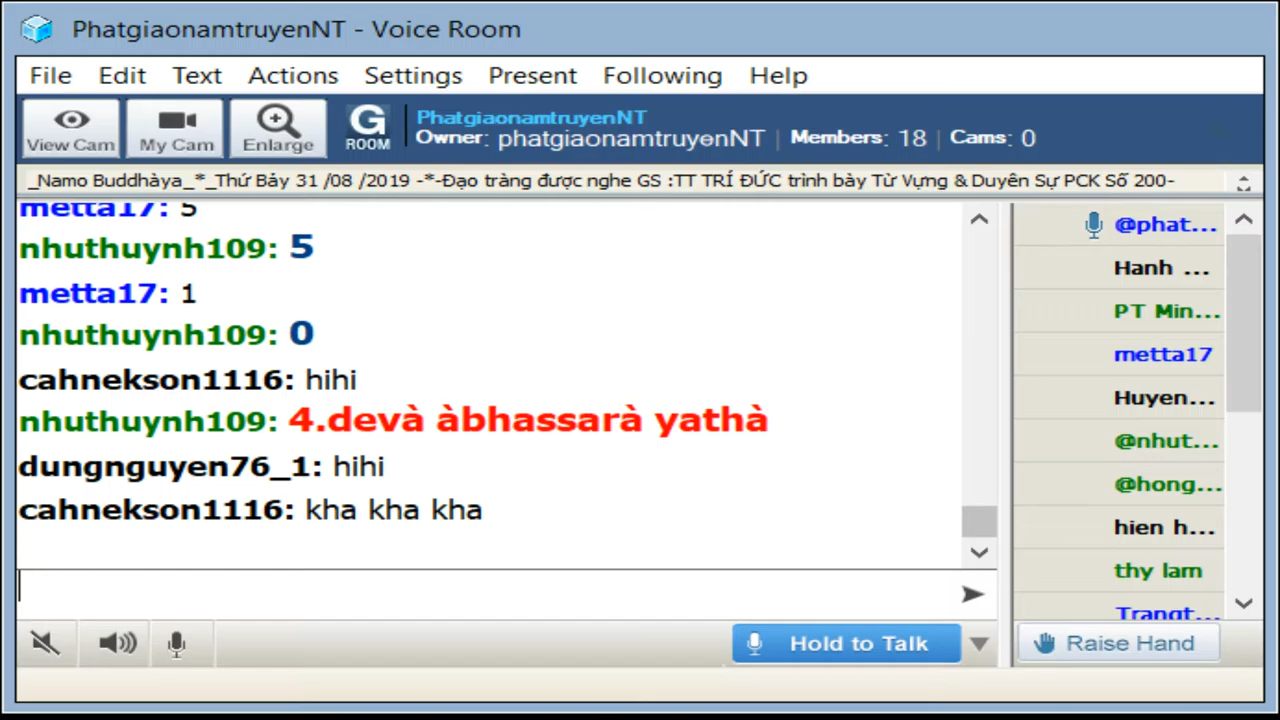 PhatgiaonamtruyenNT - Voice Room
File Edit Text Actions Settings Present Following Help
View Cam My Cam Enlarge G ROOM
PhatgiaonamtruyenNT
Owner: phatgiaonamtruyenNT | Members: 18 | Cams: 0
_Namo Buddhàya_*_Thứ Bảy 31 /08 /2019 -*-Đạo tràng được nghe GS :TT TRÍ ĐỨC trình bày Từ Vựng & Duyên Sự PCK Số 200-
metta17: 5
nhuthuynh109: 5
metta17: 1
nhuthuynh109: 0
cahnekson1116: hihi
nhuthuynh109: 4.devà àbhassarà yathà
dungnguyen76_1: hihi
cahnekson1116: kha kha kha
@phat...
Hanh ...
PT Min...
metta17
Huyen...
@nhut...
@hong...
hien h...
thy lam
Trangt...
Hold to Talk
Raise Hand